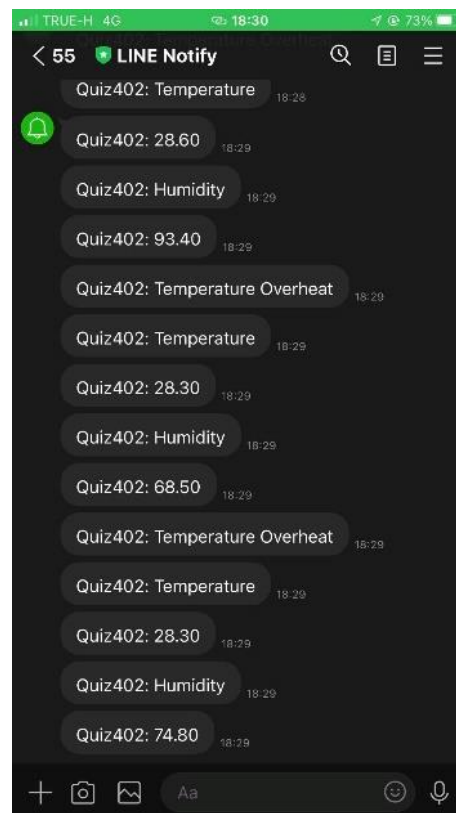 TRUE-H 4G 18:30 73%
55 LINE Notify
Quiz402: Temperature 18:28
Quiz402: 28.60 18:29
Quiz402: Humidity 18:29
Quiz402: 93.40 18:29
Quiz402: Temperature Overheat 18:29
Quiz402: Temperature 18:29
Quiz402: 28.30 18:29
Quiz402: Humidity 18:29
Quiz402: 68.50 18:29
Quiz402: Temperature Overheat 18:29
Quiz402: Temperature 18:29
Quiz402: 28.30 18:29
Quiz402: Humidity 18:29
Quiz402: 74.80 18:29
Aa